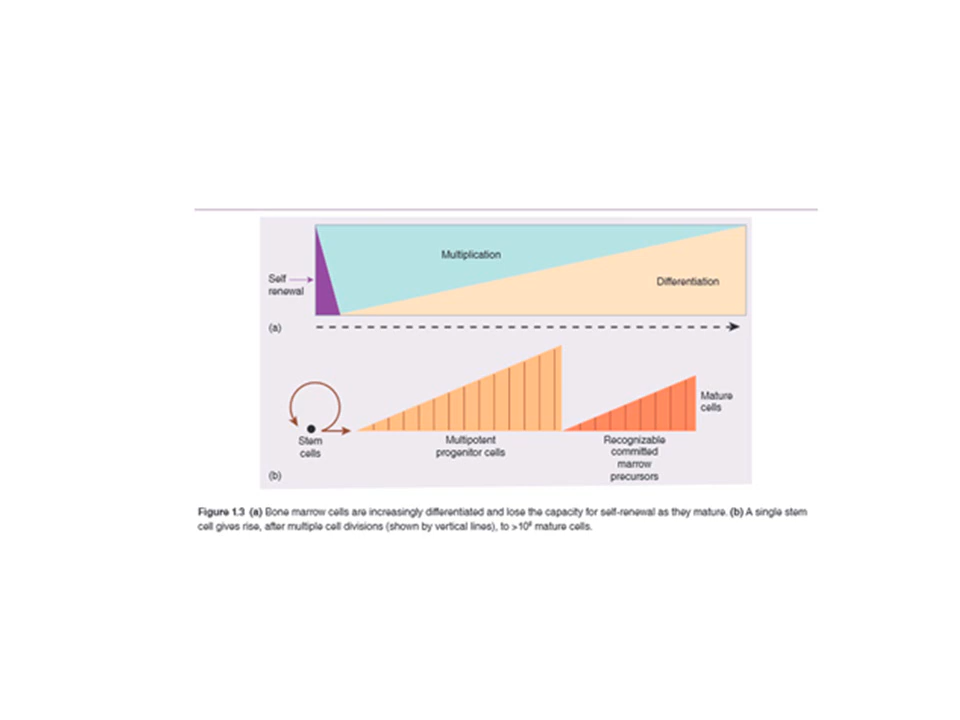 Multiplication
Self
renewal
Differentiation
(a)
Mature
cells
Stem
cells
Multipotent
progenitor cells
Recognizable
committed
marrow
precursors
(b)
Figure 1.3 (a) Bone marrow cells are increasingly differentiated and lose the capacity for self-renewal as they mature. (b) A single stem
cell gives rise, after multiple cell divisions (shown by vertical lines), to mature cells.